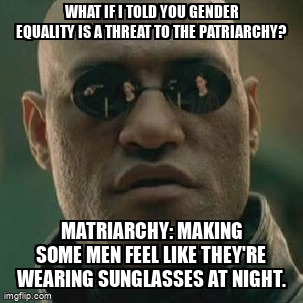 WHAT IF I TOLD YOU GENDER
EQUALITY IS A THREAT TO THE PATRIARCHY?
MATRIARCHY: MAKING
SOME MEN FEEL LIKE THEY'RE
WEARING SUNGLASSES AT NIGHT.
imgflip.com